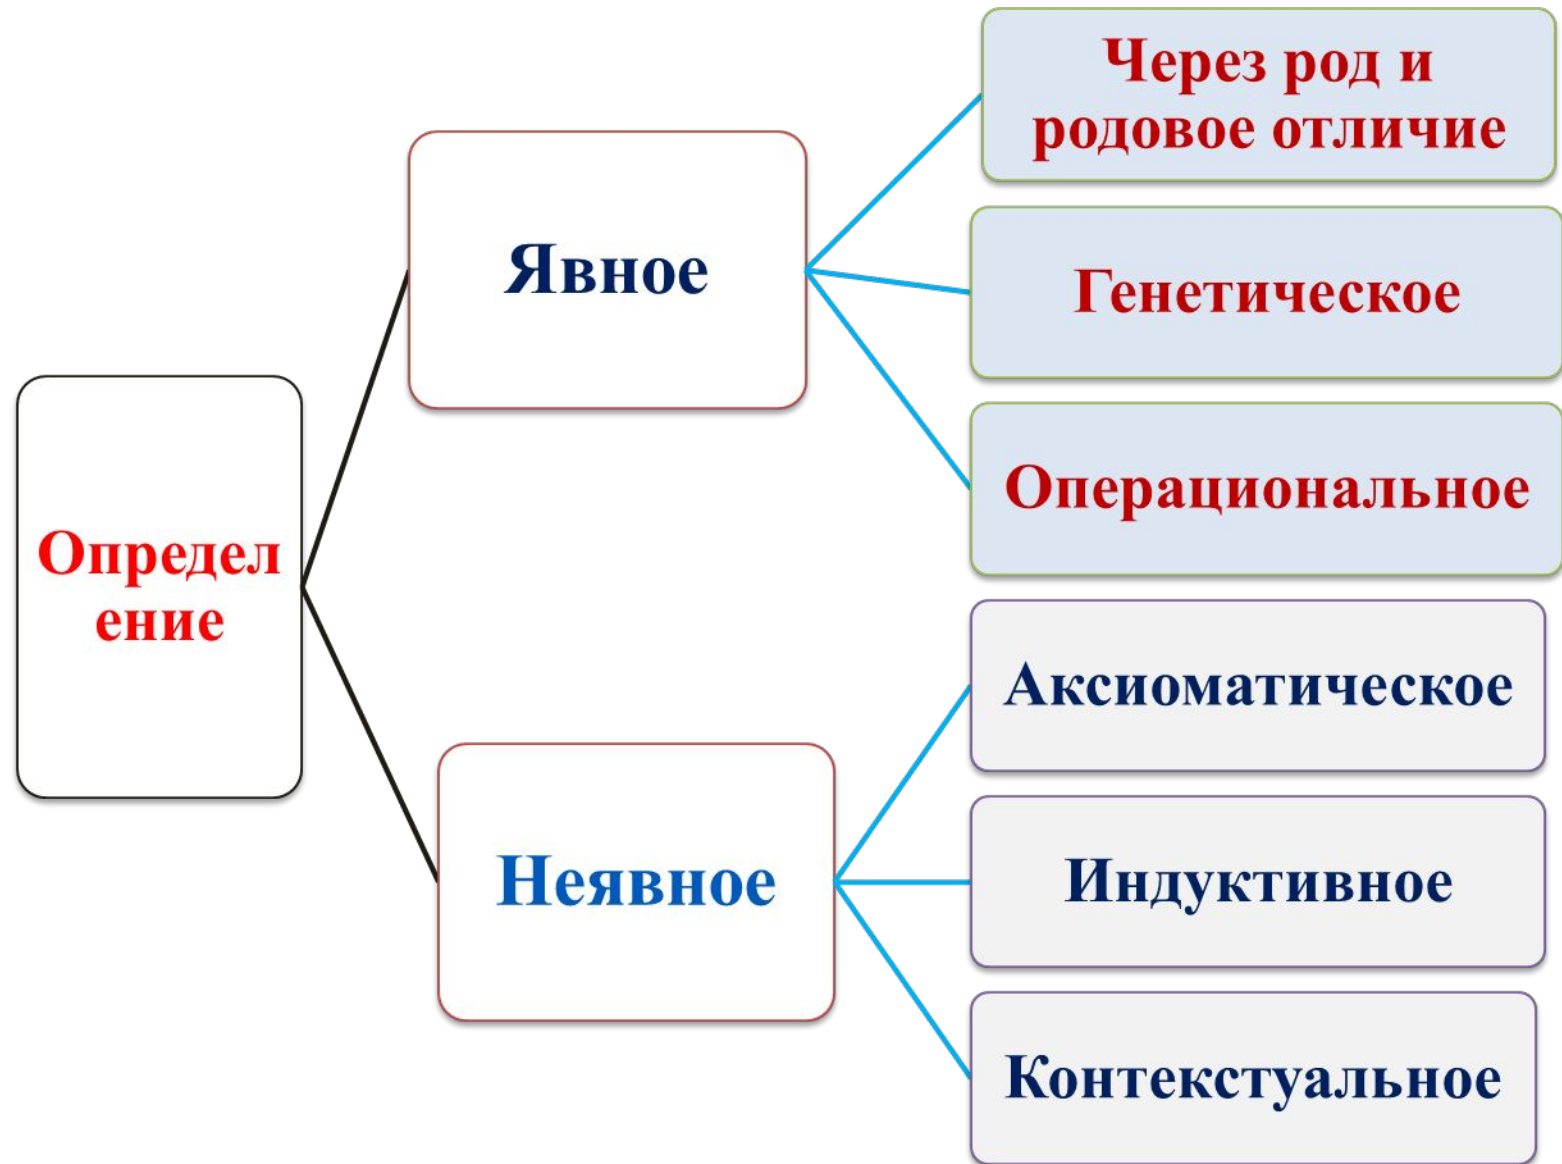 Определ
ение
Явное
Через род и
родовое отличие
Генетическое
Операциональное
Неявное
Аксиоматическое
Индуктивное
Контекстуальное